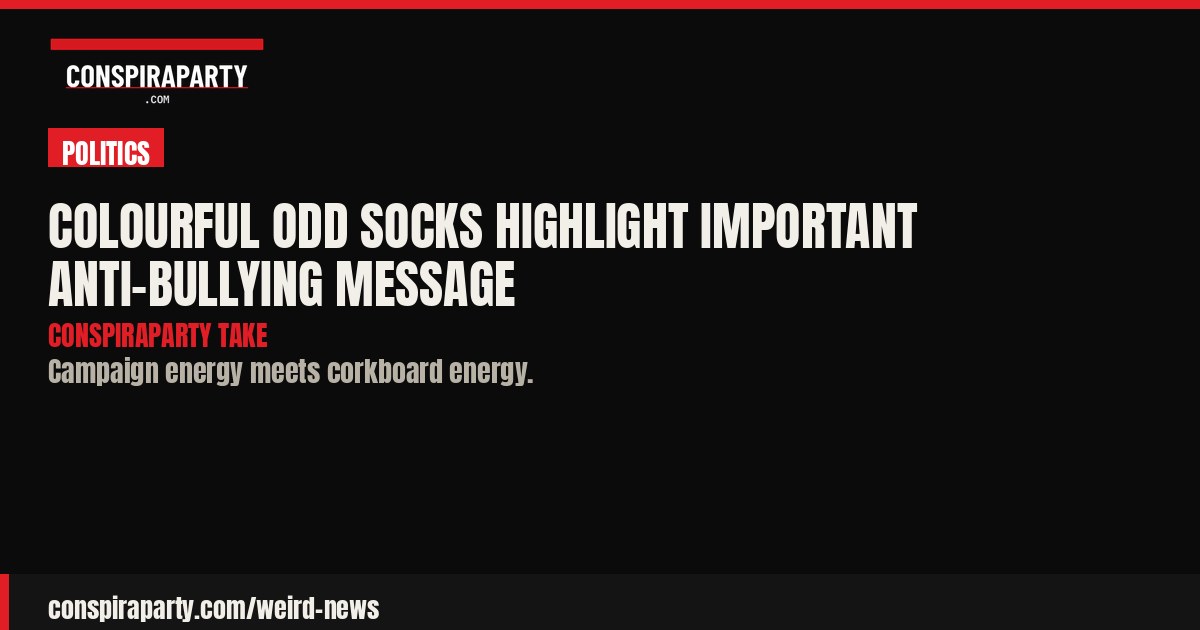 CONSPIRAPARTY
.COM
POLITICS
COLOURFUL ODD SOCKS HIGHLIGHT IMPORTANT
ANTI-BULLYING MESSAGE
CONSPIRAPARTY TAKE
Campaign energy meets corkboard energy.
conspiraparty.com/weird-news